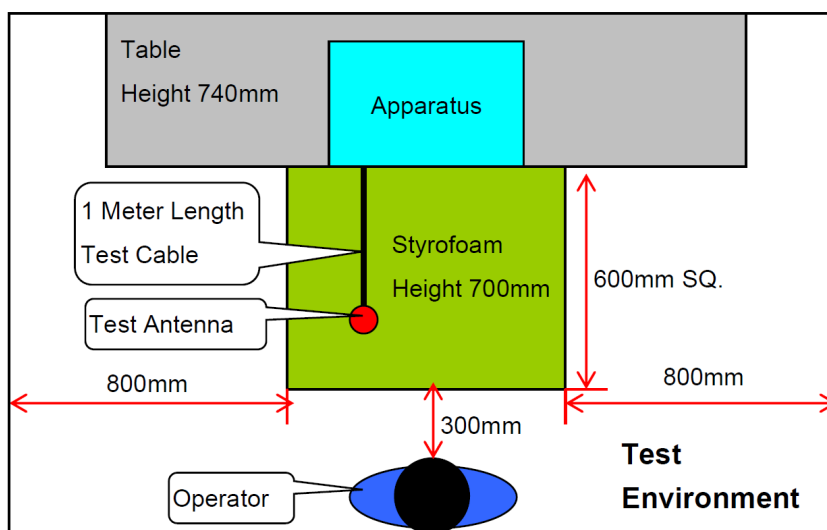 Table
Height 740mm
Apparatus
1 Meter Length
Test Cable
Styrofoam
Height 700mm
600mm SQ.
Test Antenna
800mm
800mm
300mm
Operator
Test
Environment